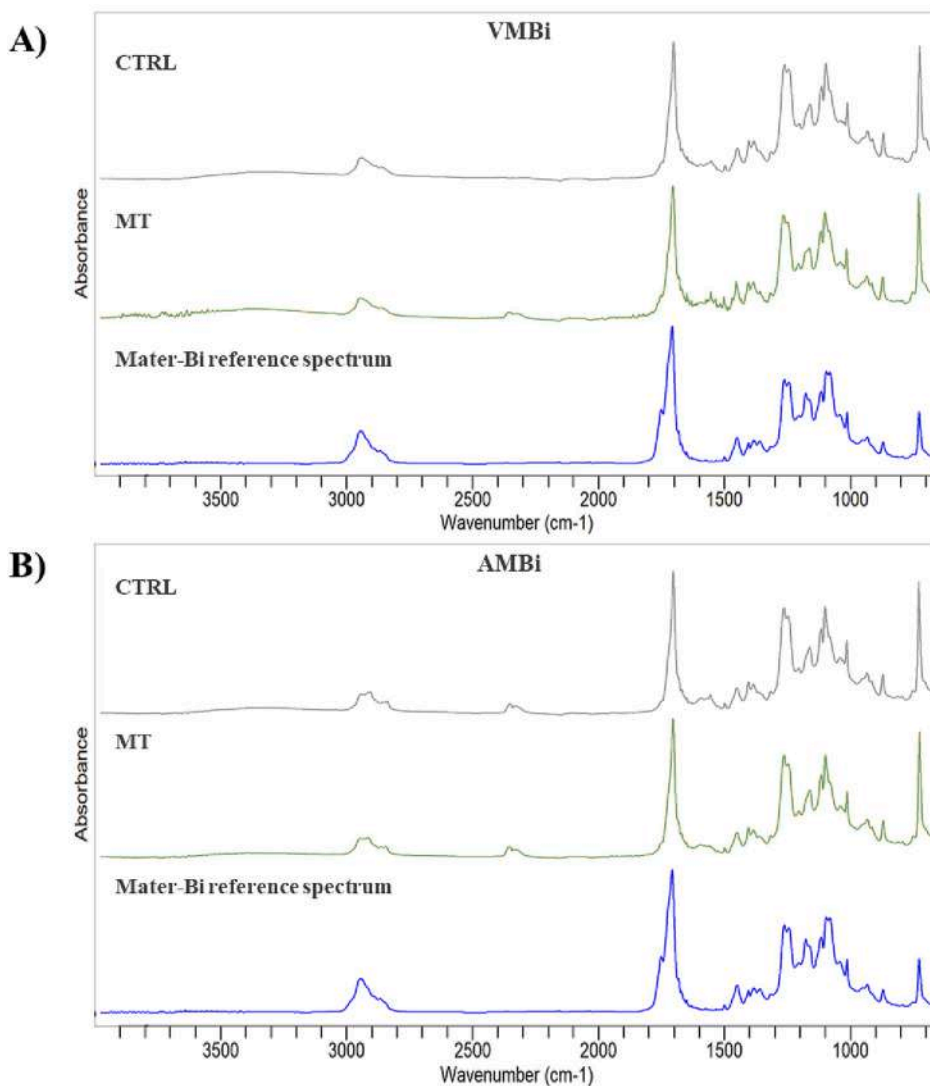 A)
VMBi
CTRL
MT
Mater-Bi reference spectrum
Absorbance
3500 3000 2500 2000 1500 1000
Wavenumber (cm-1)
B)
AMBi
CTRL
MT
Mater-Bi reference spectrum
Absorbance
3500 3000 2500 2000 1500 1000
Wavenumber (cm-1)